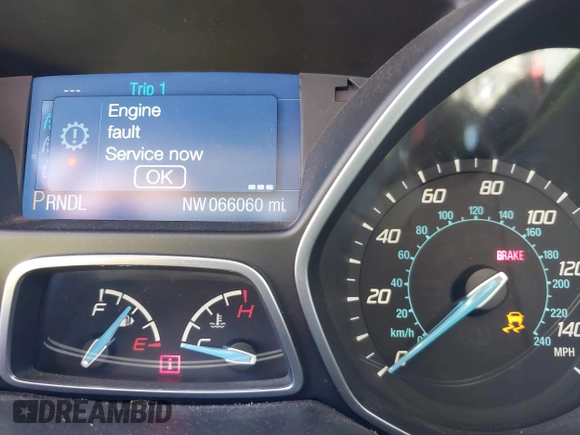 Trip 1
Engine
fault
Service now
OK
PRNDL
NW 066060 mi
F
E
C
H
0
20
40
60
80
100
120
140
MPH
20
40
60
80
100
120
140
160
180
200
240
km/h
BRAKE
DREAMBID